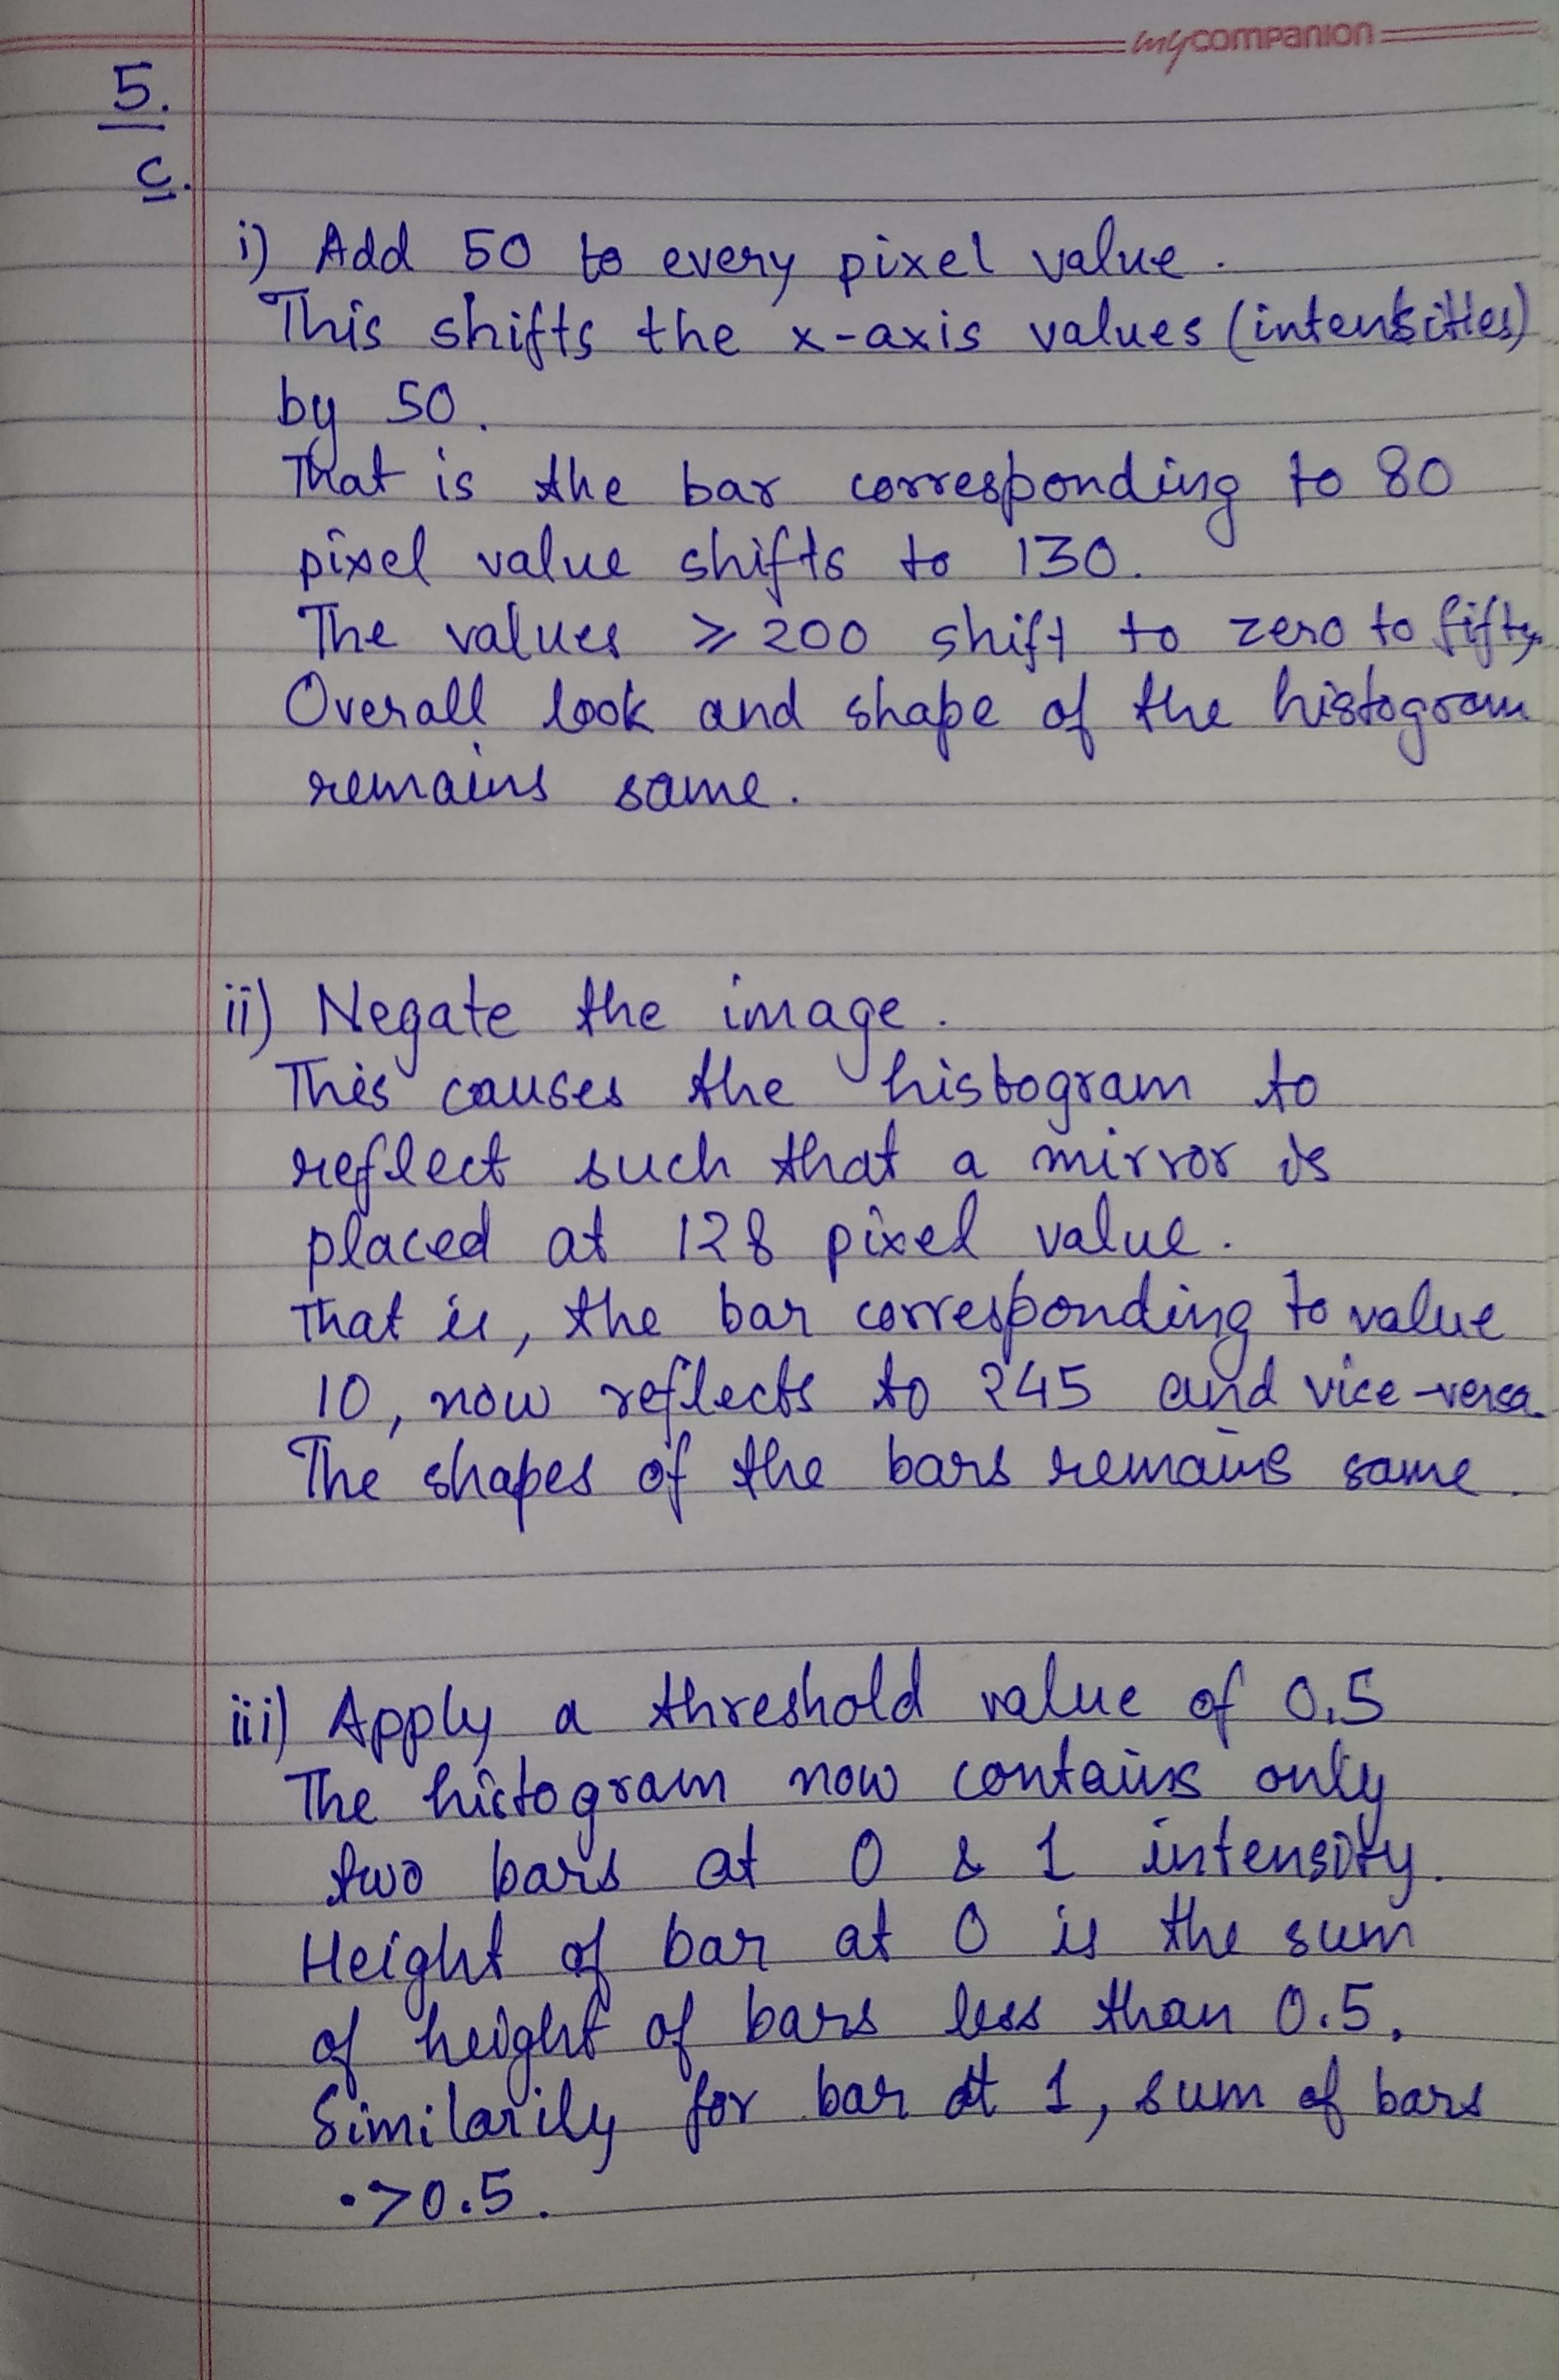 mycompanion
5.
c.
i) Add 50 to every pixel value.
This shifts the x-axis values (intensities)
by 50.
That is the bar corresponding to 80
pixel value shifts to 130.
The values ⩾ 200 shift to zero to fifty.
Overall look and shape of the histogram
remains same.
ii) Negate the image.
This causes the histogram to
reflect such that a mirror is
placed at 128 pixel value.
That is, the bar corresponding to value
10, now reflects to 245 and vice-versa.
The shapes of the bars remains same.
iii) Apply a threshold value of 0.5
The histogram now contains only
two bars at 0 & 1 intensity.
Height of bar at 0 is the sum
of height of bars less than 0.5.
Similarily for bar at 1, sum of bars
>0.5.